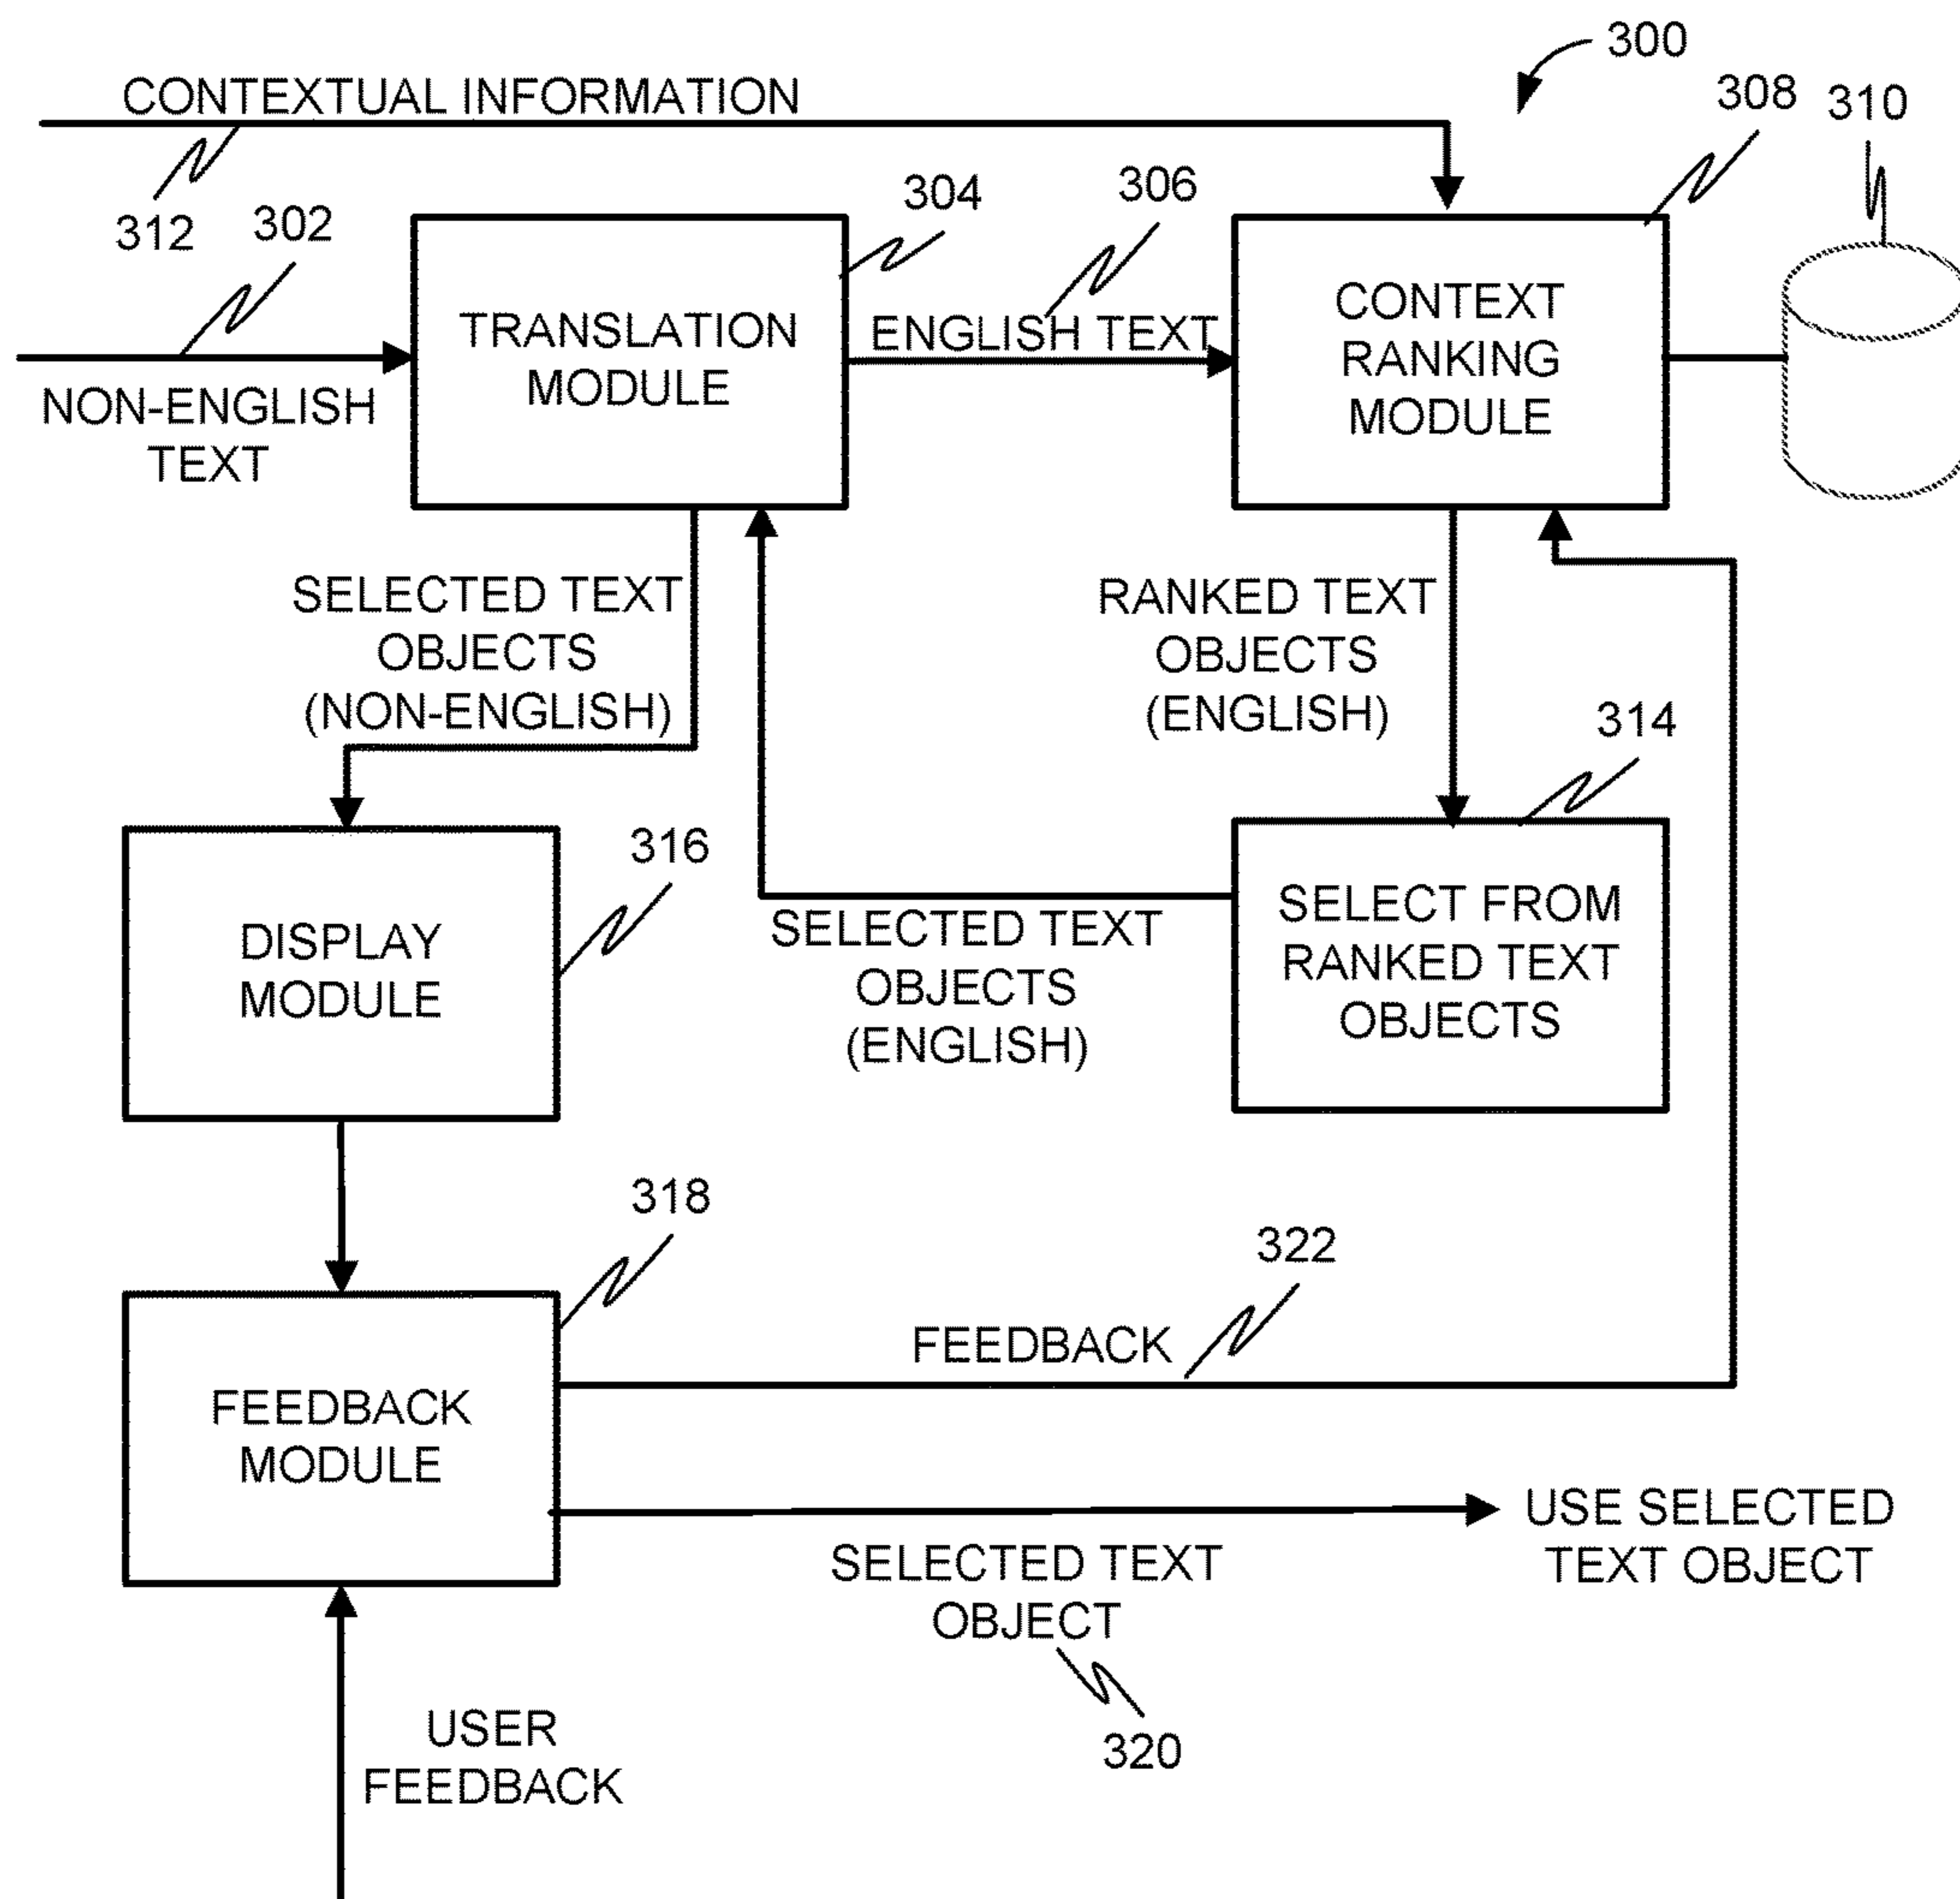 300
CONTEXTUAL INFORMATION
308
310
312
302
304
306
TRANSLATION
MODULE
ENGLISH TEXT
CONTEXT
RANKING
MODULE
NON-ENGLISH
TEXT
SELECTED TEXT
OBJECTS
(NON-ENGLISH)
RANKED TEXT
OBJECTS
(ENGLISH)
314
316
DISPLAY
MODULE
SELECTED TEXT
OBJECTS
(ENGLISH)
SELECT FROM
RANKED TEXT
OBJECTS
318
322
FEEDBACK
FEEDBACK
MODULE
USE SELECTED
TEXT OBJECT
SELECTED TEXT
OBJECT
320
USER
FEEDBACK